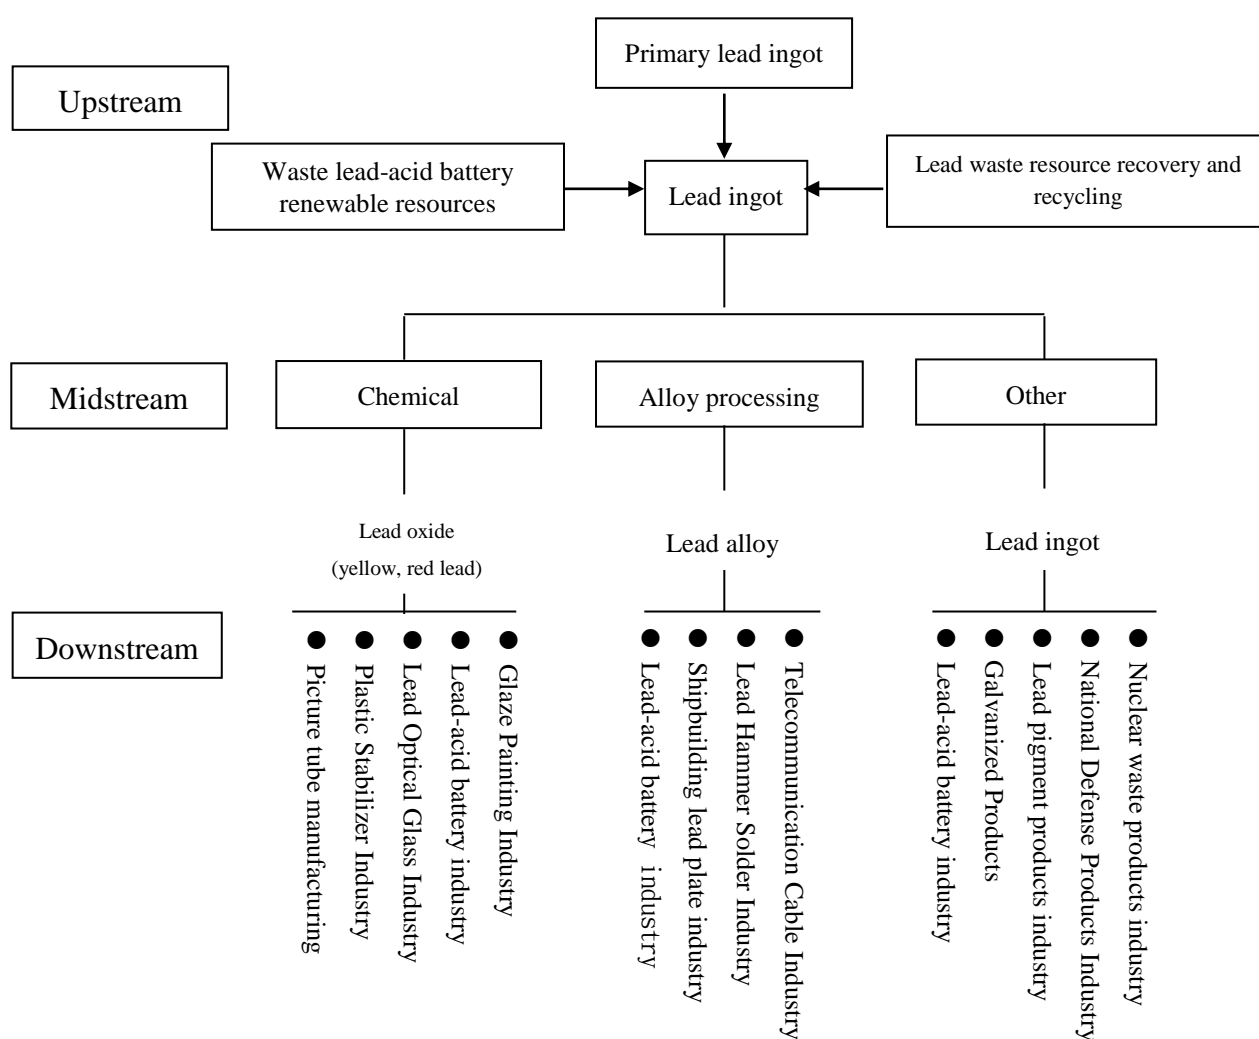 Primary lead ingot
Upstream
Waste lead-acid battery
renewable resources
Lead ingot
Lead waste resource recovery and
recycling
Midstream
Chemical
Alloy processing
Other
Lead oxide
(yellow, red lead)
Lead alloy
Lead ingot
Downstream
● Picture tube manufacturing
● Plastic Stabilizer Industry
● Lead Optical Glass Industry
● Lead-acid battery industry
● Glaze Painting Industry
● Lead-acid battery industry
● Shipbuilding lead plate industry
● Lead Hammer Solder Industry
● Telecommunication Cable Industry
● Lead-acid battery industry
● Galvanized Products
● Lead pigment products industry
● National Defense Products Industry
● Nuclear waste products industry